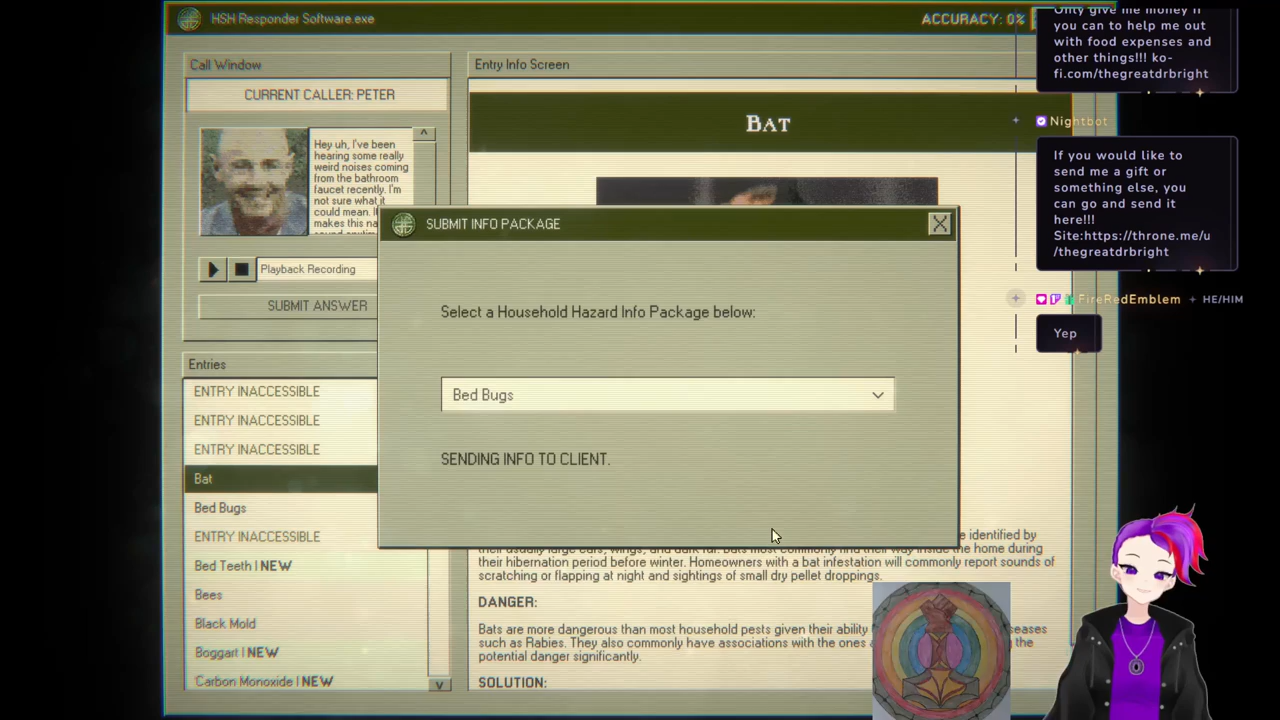 HSH Responder Software.exe
ACCURACY: 0%
Call Window
CURRENT CALLER: PETER
Hey uh, I've been
hearing some really
weird noises coming
from the bathroom
faucet recently. I'm
not sure what it
could mean. It
makes this na
Playback Recording
SUBMIT ANSWER
Entries
ENTRY INACCESSIBLE
ENTRY INACCESSIBLE
ENTRY INACCESSIBLE
Bat
Bed Bugs
ENTRY INACCESSIBLE
Bed Teeth | NEW
Bees
Black Mold
Boggart | NEW
Carbon Monoxide | NEW
Entry Info Screen
BAT
SUBMIT INFO PACKAGE
Select a Household Hazard Info Package below:
Bed Bugs
SENDING INFO TO CLIENT.
e identified by
their usually large ears, wings, and dark fur. Bats most commonly find their way inside the home during
their hibernation period before winter. Homeowners with a bat infestation will commonly report sounds of
scratching or flapping at night and sightings of small dry pellet droppings.
DANGER:
Bats are more dangerous than most household pests given their ability seases
such as Rabies. They also commonly have associations with the ones the
potential danger significantly.
SOLUTION:
Only give me money if
you can to help me out
with food expenses and
other things!!! ko-
fi.com/thegreatdrbright
Nightbot
If you would like to
send me a gift or
something else, you
can go and send it
here!!!
Site:https://throne.me/u
/thegreatdrbright
FireRedEmblem + HE/HIM
Yep